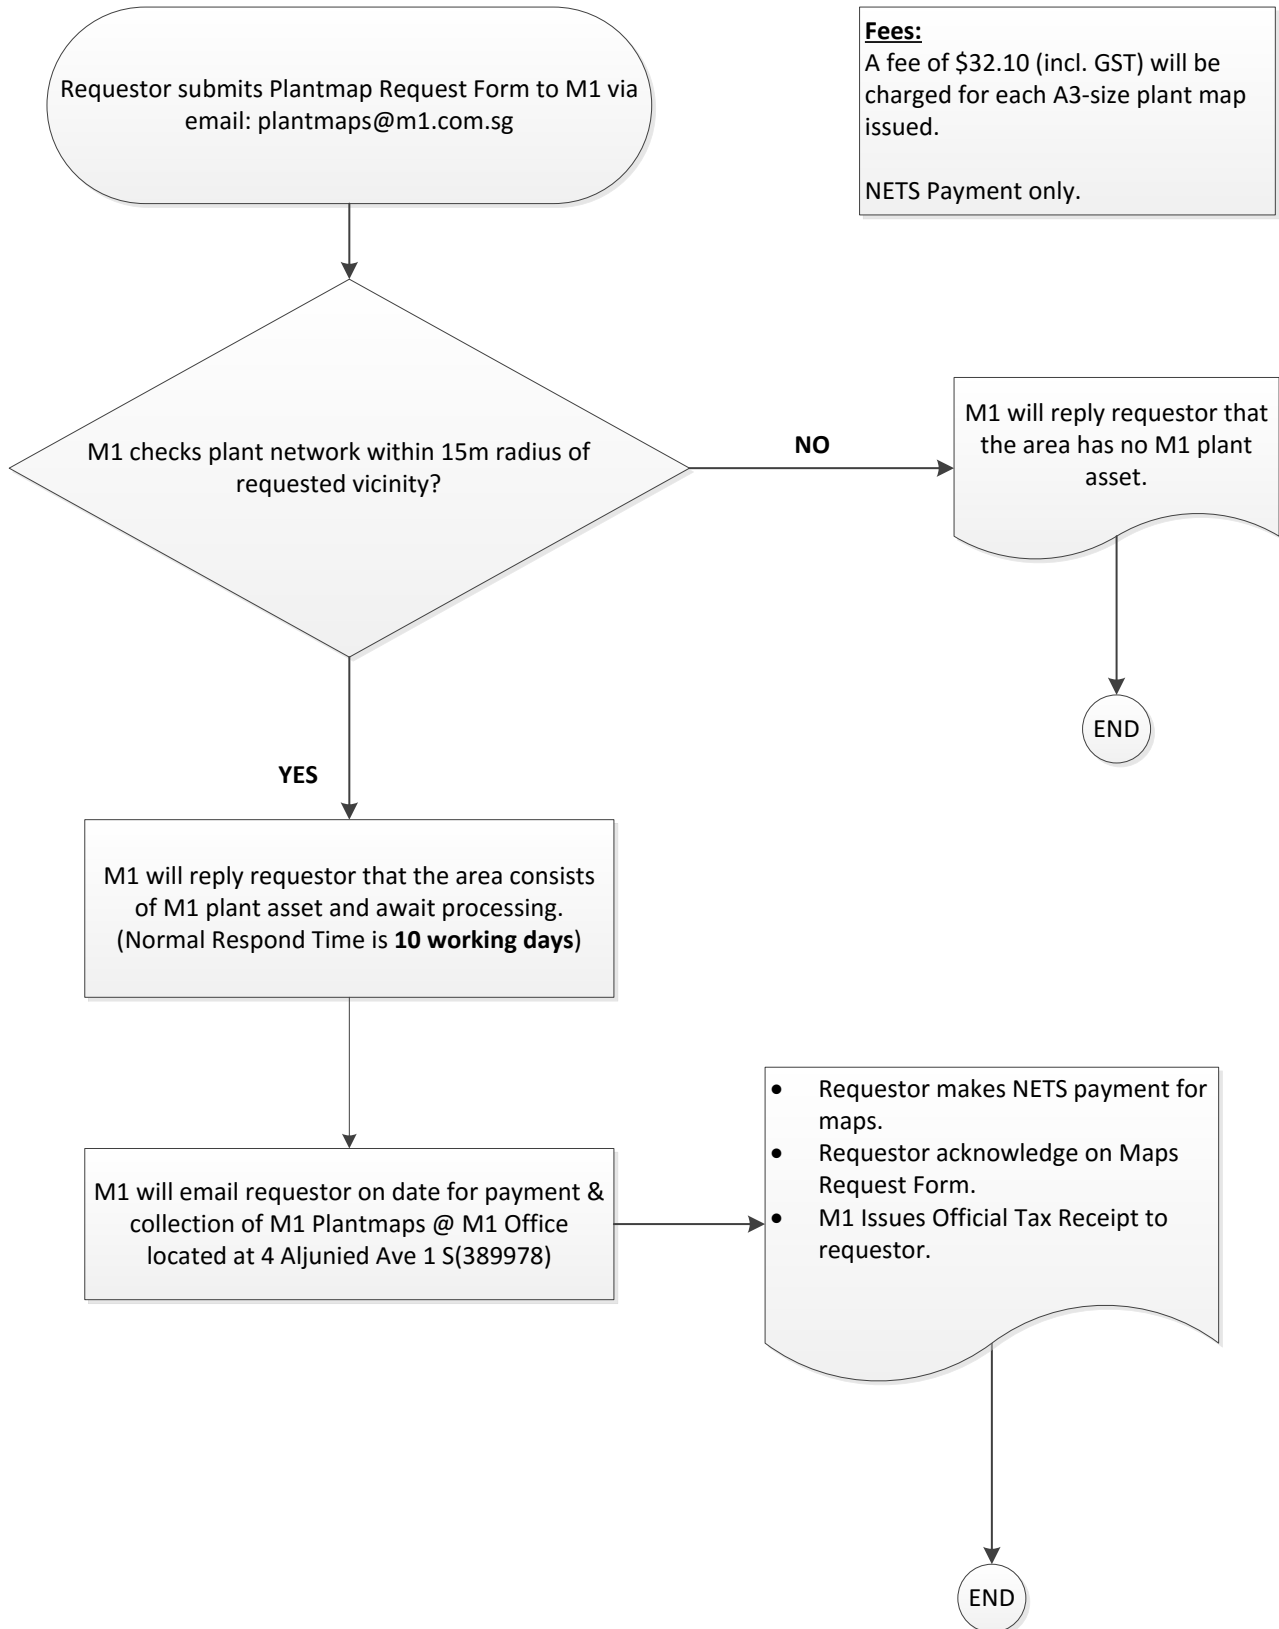 Requestor submits Plantmap Request Form to M1 via
email: plantmaps@m1.com.sg
Fees:
A fee of $32.10 (incl. GST) will be
charged for each A3-size plant map
issued.
NETS Payment only.
M1 checks plant network within 15m radius of
requested vicinity?
NO
M1 will reply requestor that
the area has no M1 plant
asset.
END
YES
M1 will reply requestor that the area consists
of M1 plant asset and await processing.
(Normal Respond Time is 10 working days)
M1 will email requestor on date for payment &
collection of M1 Plantmaps @ M1 Office
located at 4 Aljunied Ave 1 S(389978)
• Requestor makes NETS payment for
maps.
• Requestor acknowledge on Maps
Request Form.
• M1 Issues Official Tax Receipt to
requestor.
END